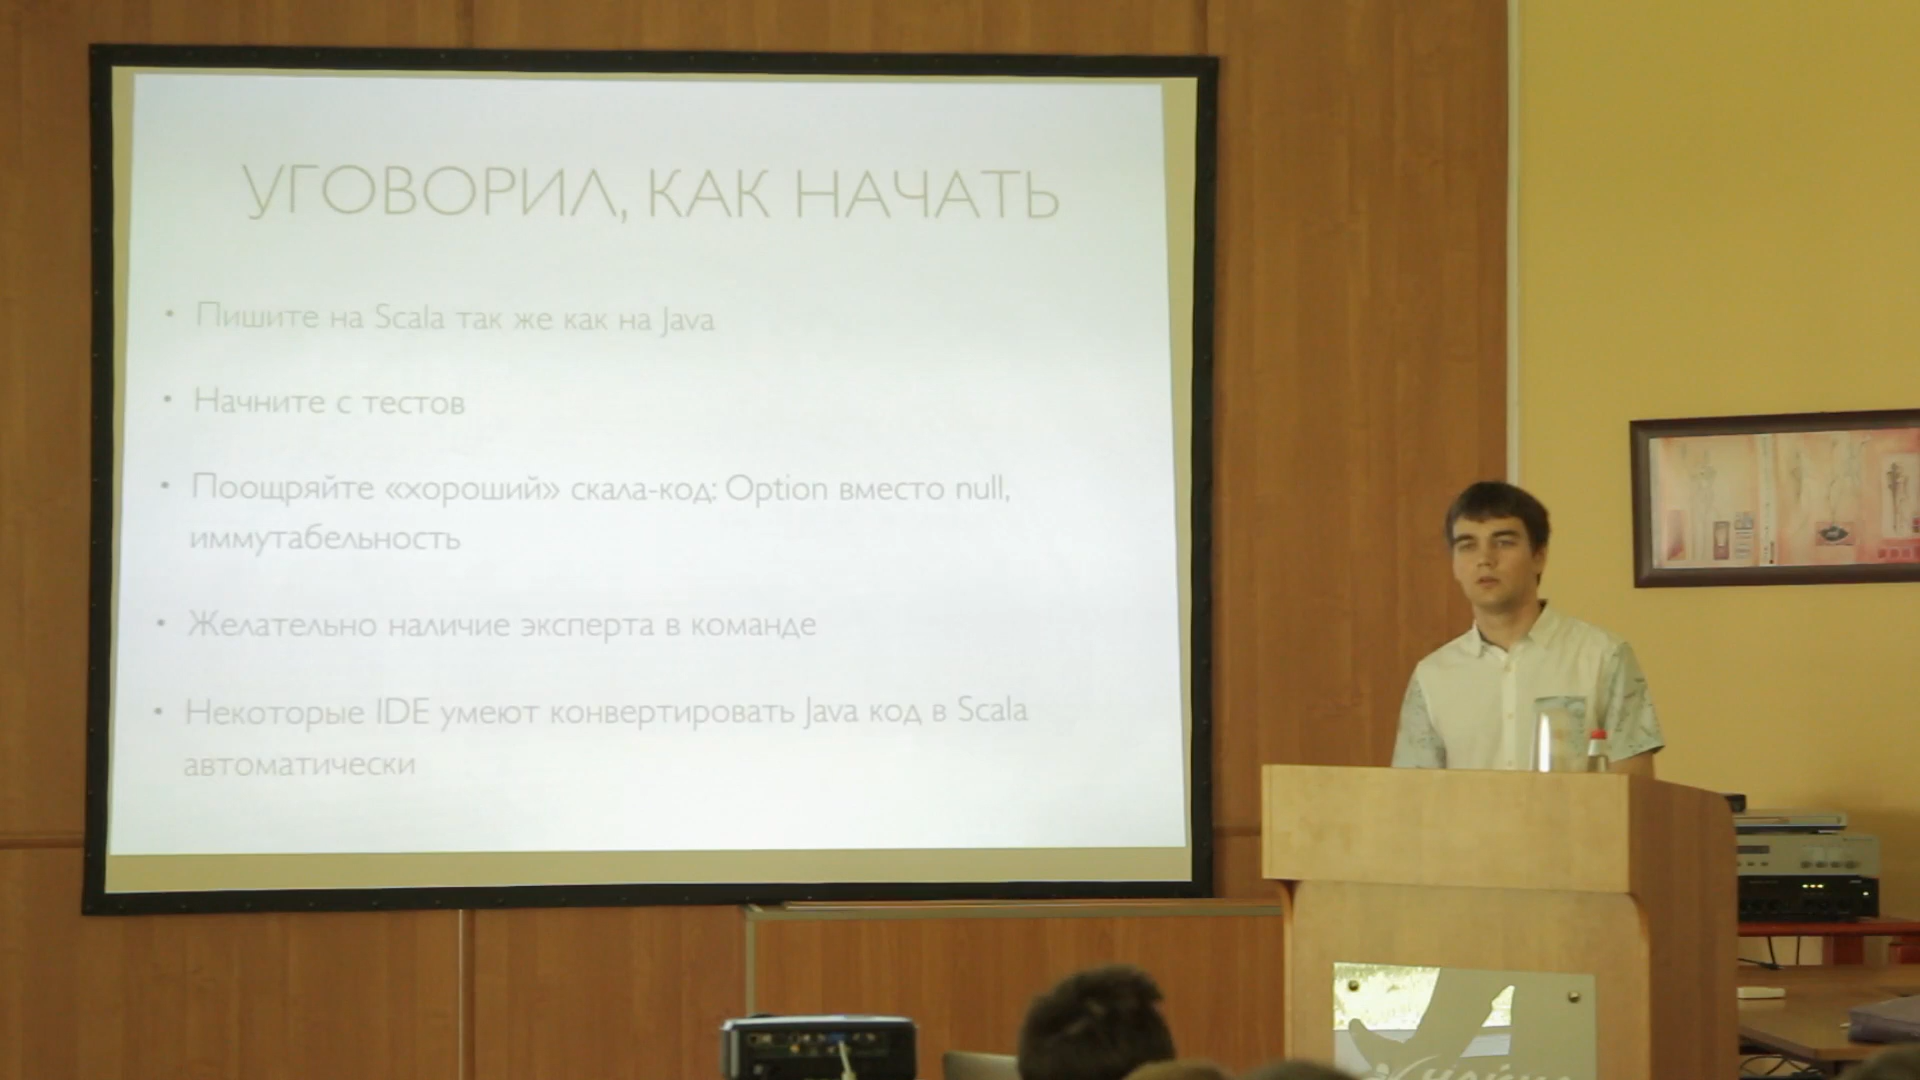 УГОВОРИЛ, КАК НАЧАТЬ
• Пишите на Scala так же как на Java
• Начните с тестов
• Поощряйте «хороший» скала-код: Option вместо null,
иммутабельность
• Желательно наличие эксперта в команде
• Некоторые IDE умеют конвертировать Java код в Scala
автоматически